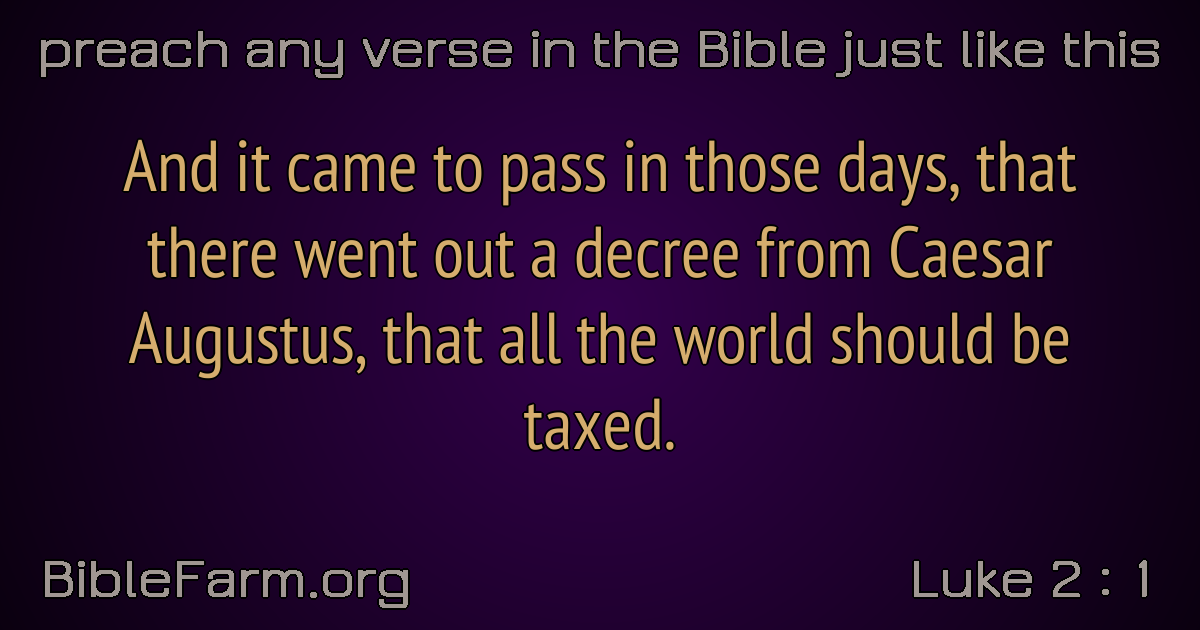 preach any verse in the Bible just like this
And it came to pass in those days, that
there went out a decree from Caesar
Augustus, that all the world should be
taxed.
BibleFarm.org
Luke 2 : 1